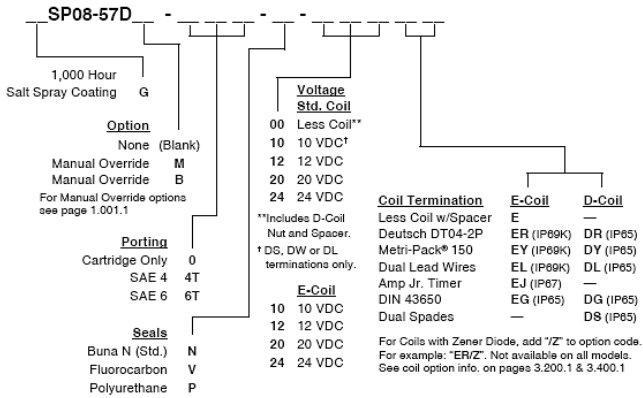 __SP08-57D__ - ____ - __ - ____ ____
1,000 Hour
Salt Spray Coating G
Option
None (Blank)
Manual Override M
Manual Override B
For Manual Override options
see page 1.001.1
Porting
Cartridge Only 0
SAE 4 4T
SAE 6 6T
Seals
Buna N (Std.) N
Fluorocarbon V
Polyurethane P
Voltage
Std. Coil
00 Less Coil**
10 10 VDC†
12 12 VDC
20 20 VDC
24 24 VDC
**Includes D-Coil
Nut and Spacer.
† DS, DW or DL
terminations only.
E-Coil
10 10 VDC
12 12 VDC
20 20 VDC
24 24 VDC
Coil Termination E-Coil D-Coil
Less Coil w/Spacer E —
Deutsch DT04-2P ER (IP69K) DR (IP65)
Metri-Pack® 150 EY (IP69K) DY (IP65)
Dual Lead Wires EL (IP69K) DL (IP65)
Amp Jr. Timer EJ (IP67) —
DIN 43650 EG (IP65) DG (IP65)
Dual Spades — DS (IP65)
For Coils with Zener Diode, add "/Z" to option code.
For example: "ER/Z". Not available on all models.
See coil option info. on pages 3.200.1 & 3.400.1